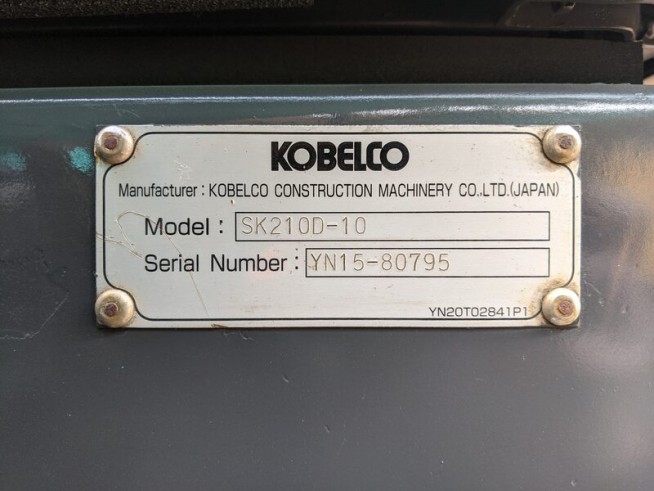 KOBELCO
Manufacturer : KOBELCO CONSTRUCTION MACHINERY CO.,LTD.(JAPAN)
Model : SK210D-10
Serial Number : YN15-80795
YN20T02841P1